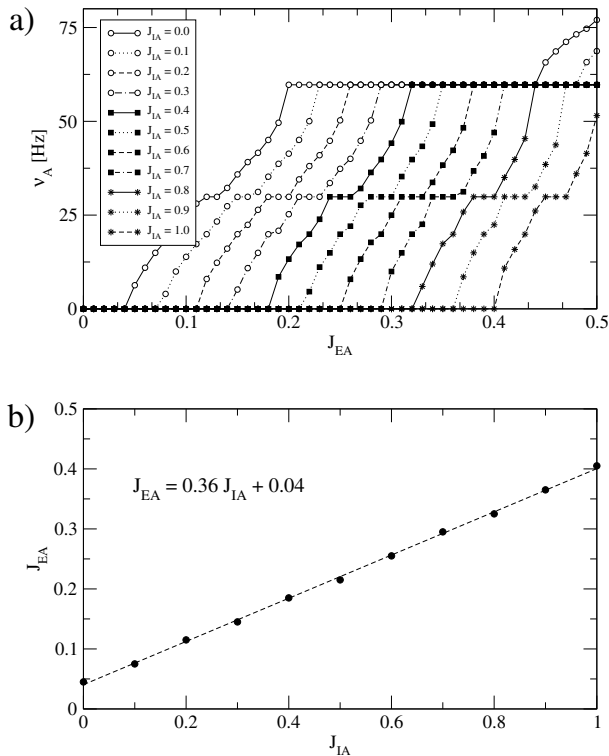 a)
75
50
25
0
ν_A [Hz]
J_IA = 0.0
J_IA = 0.1
J_IA = 0.2
J_IA = 0.3
J_IA = 0.4
J_IA = 0.5
J_IA = 0.6
J_IA = 0.7
J_IA = 0.8
J_IA = 0.9
J_IA = 1.0
0 0.1 0.2 0.3 0.4 0.5
J_EA
b)
0.5
0.4
0.3
0.2
0.1
0
J_EA
J_EA = 0.36 J_IA + 0.04
0 0.2 0.4 0.6 0.8 1
J_IA